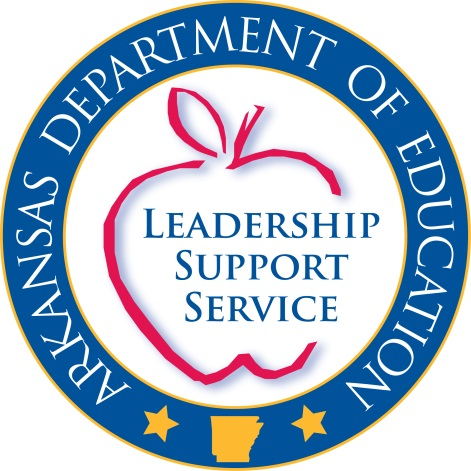 ARKANSAS DEPARTMENT OF EDUCATION
LEADERSHIP
SUPPORT
SERVICE